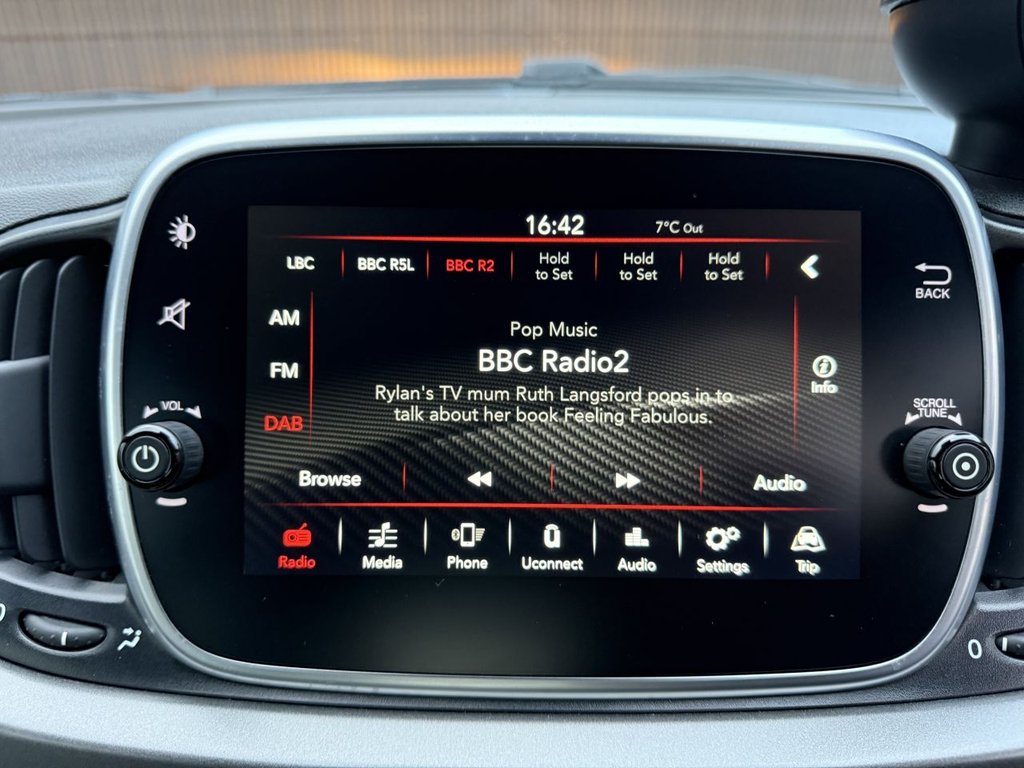 16:42
7°C Out
LBC
BBC R5L
BBC R2
Hold
to Set
Hold
to Set
Hold
to Set
BACK
AM
FM
DAB
Pop Music
BBC Radio2
Rylan's TV mum Ruth Langsford pops in to
talk about her book Feeling Fabulous.
i
Info
VOL
SCROLL
TUNE
Browse
Audio
Radio
Media
Phone
Uconnect
Audio
Settings
Trip
0
0